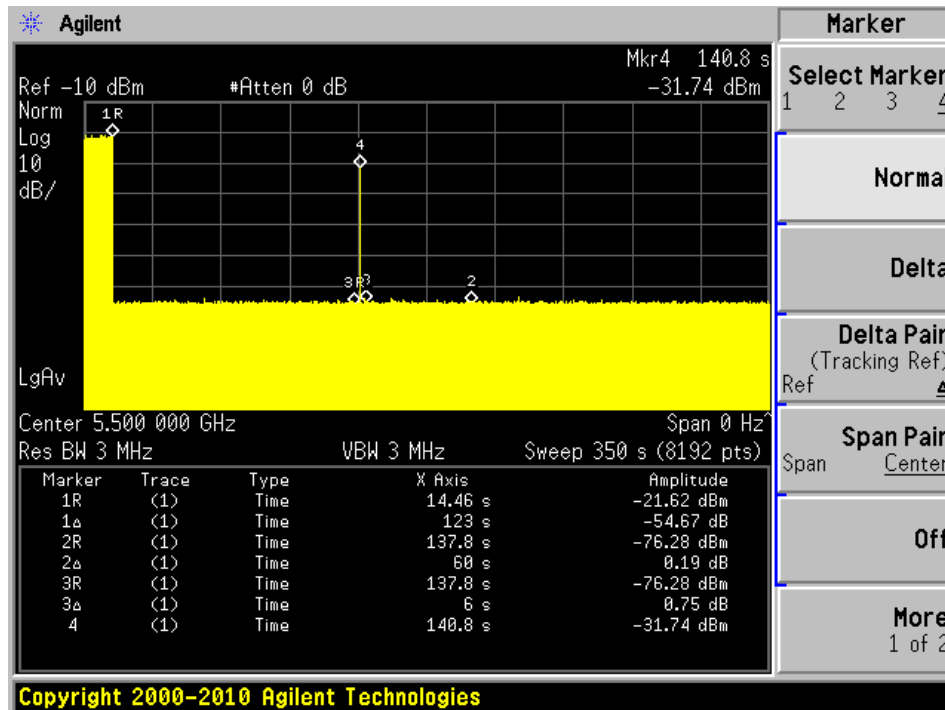 Agilent
Marker
Mkr4 140.8 s
Ref -10 dBm #Atten 0 dB -31.74 dBm
Norm
Log
10
dB/
1R
4
3R 3
2
LgAv
Center 5.500 000 GHz Span 0 Hz^
Res BW 3 MHz VBW 3 MHz Sweep 350 s (8192 pts)
Marker Trace Type X Axis Amplitude
1R (1) Time 14.46 s -21.62 dBm
1Δ (1) Time 123 s -54.67 dB
2R (1) Time 137.8 s -76.28 dBm
2Δ (1) Time 60 s 0.19 dB
3R (1) Time 137.8 s -76.28 dBm
3Δ (1) Time 6 s 0.75 dB
4 (1) Time 140.8 s -31.74 dBm
Select Marker
1 2 3 4
Normal
Delta
Delta Pair
(Tracking Ref)
Ref Δ
Span Pair
Span Center
Off
More
1 of 2
Copyright 2000-2010 Agilent Technologies